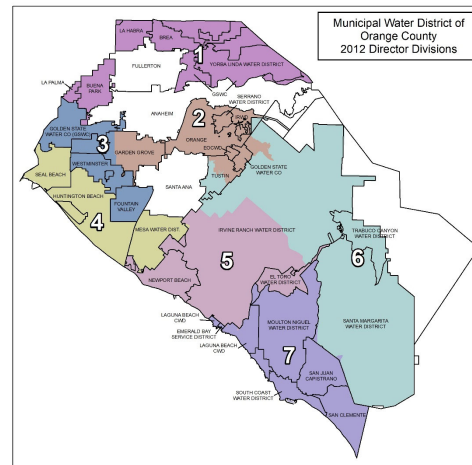 Municipal Water District of
Orange County
2012 Director Divisions
LA HABRA
BREA
1
YORBA LINDA WATER DISTRICT
FULLERTON
LA PALMA
BUENA
PARK
GSWC
SERRANO
WATER DISTRICT
ANAHEIM
2
IRWD
GOLDEN STATE
WATER CO (GSWC)
3
ORANGE
GARDEN GROVE
EOCWD
WESTMINSTER
GOLDEN STATE
WATER CO
SEAL BEACH
TUSTIN
SANTA ANA
HUNTINGTON BEACH
FOUNTAIN
VALLEY
4
MESA WATER DIST.
IRVINE RANCH WATER DISTRICT
TRABUCO CANYON
WATER DISTRICT
6
5
NEWPORT BEACH
EL TORO
WATER DISTRICT
LAGUNA BEACH
CWD
EMERALD BAY
SERVICE DISTRICT
LAGUNA BEACH
CWD
MOULTON NIGUEL
WATER DISTRICT
SANTA MARGARITA
WATER DISTRICT
7
SAN JUAN
CAPISTRANO
SOUTH COAST
WATER DISTRICT
SAN CLEMENTE